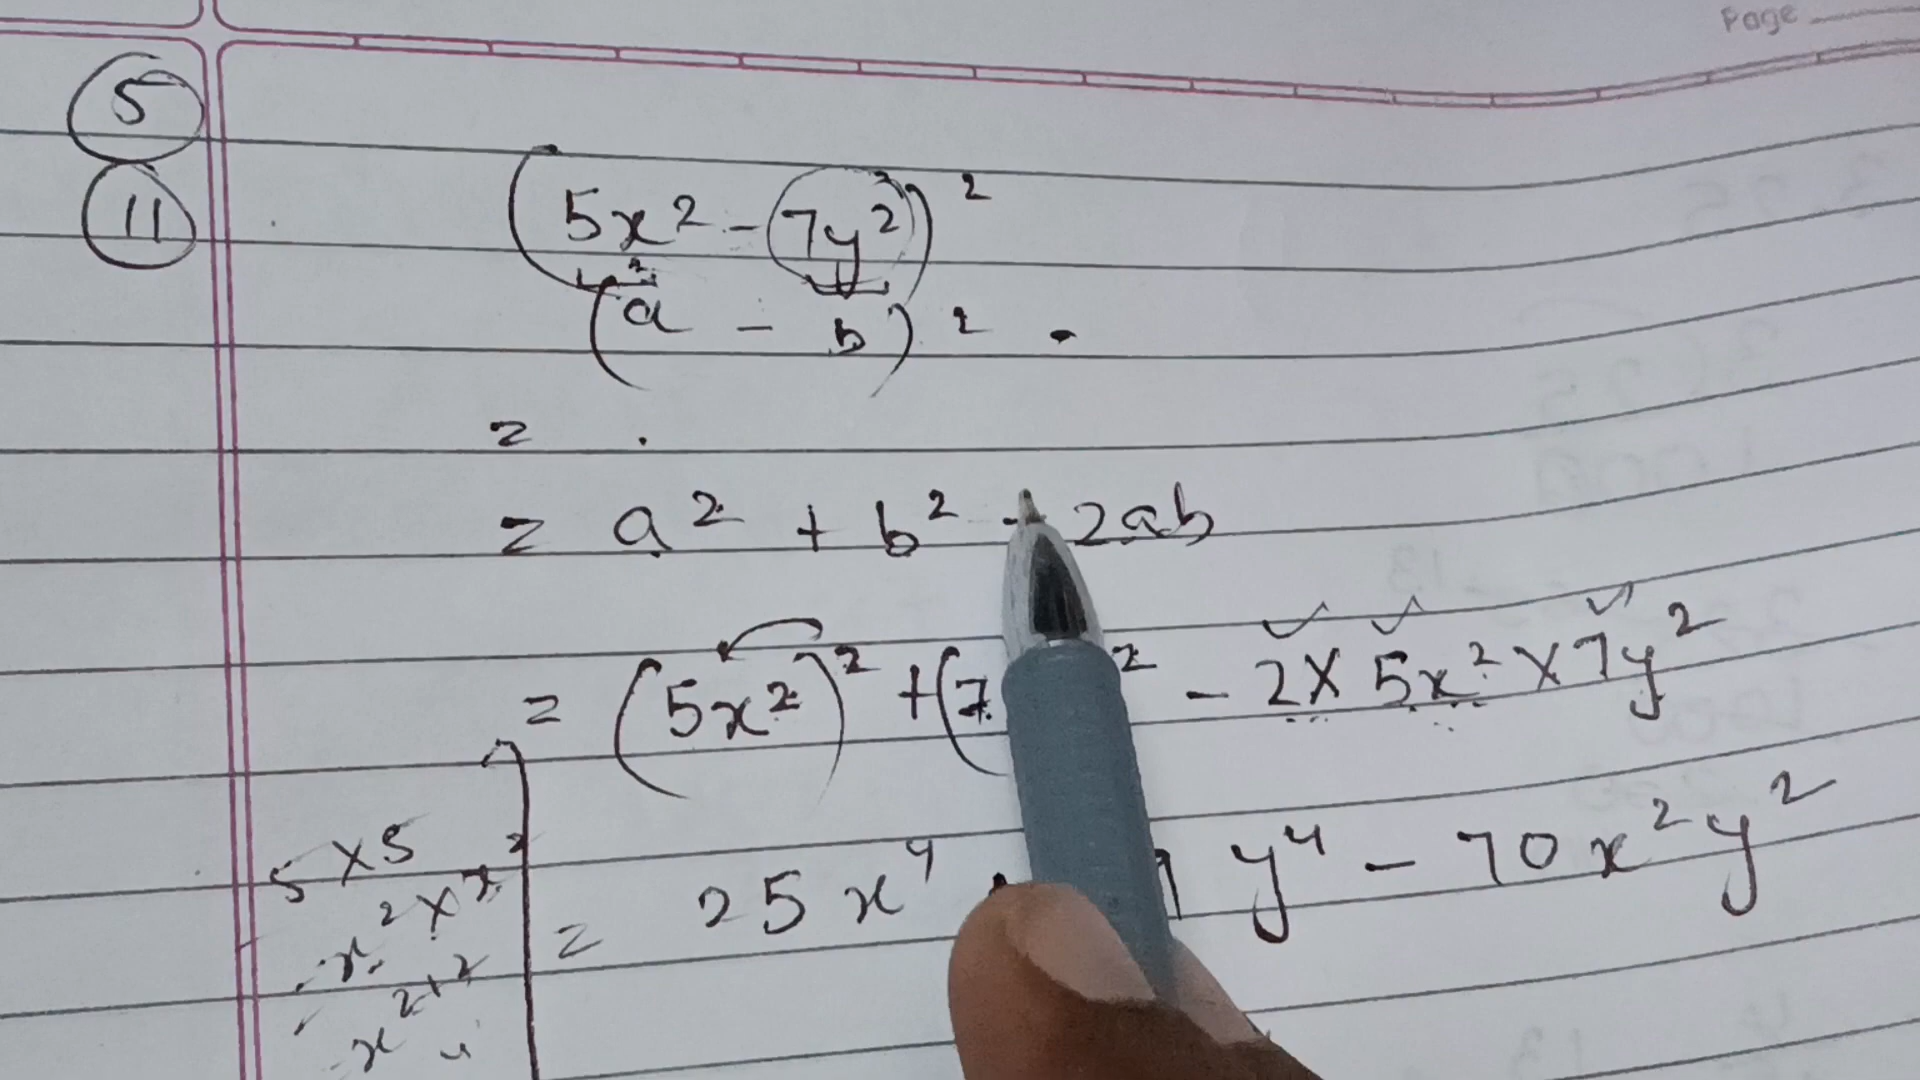 Page
5
11
(5x² - 7y²)²
(a - b)²
=
= a² + b² - 2ab
= (5x²)² + (7 ² - 2 × 5x² × 7y²
= 25x⁴ y⁴ - 70x²y²
5 × 5
x² × x²
x²⁺²
x⁴